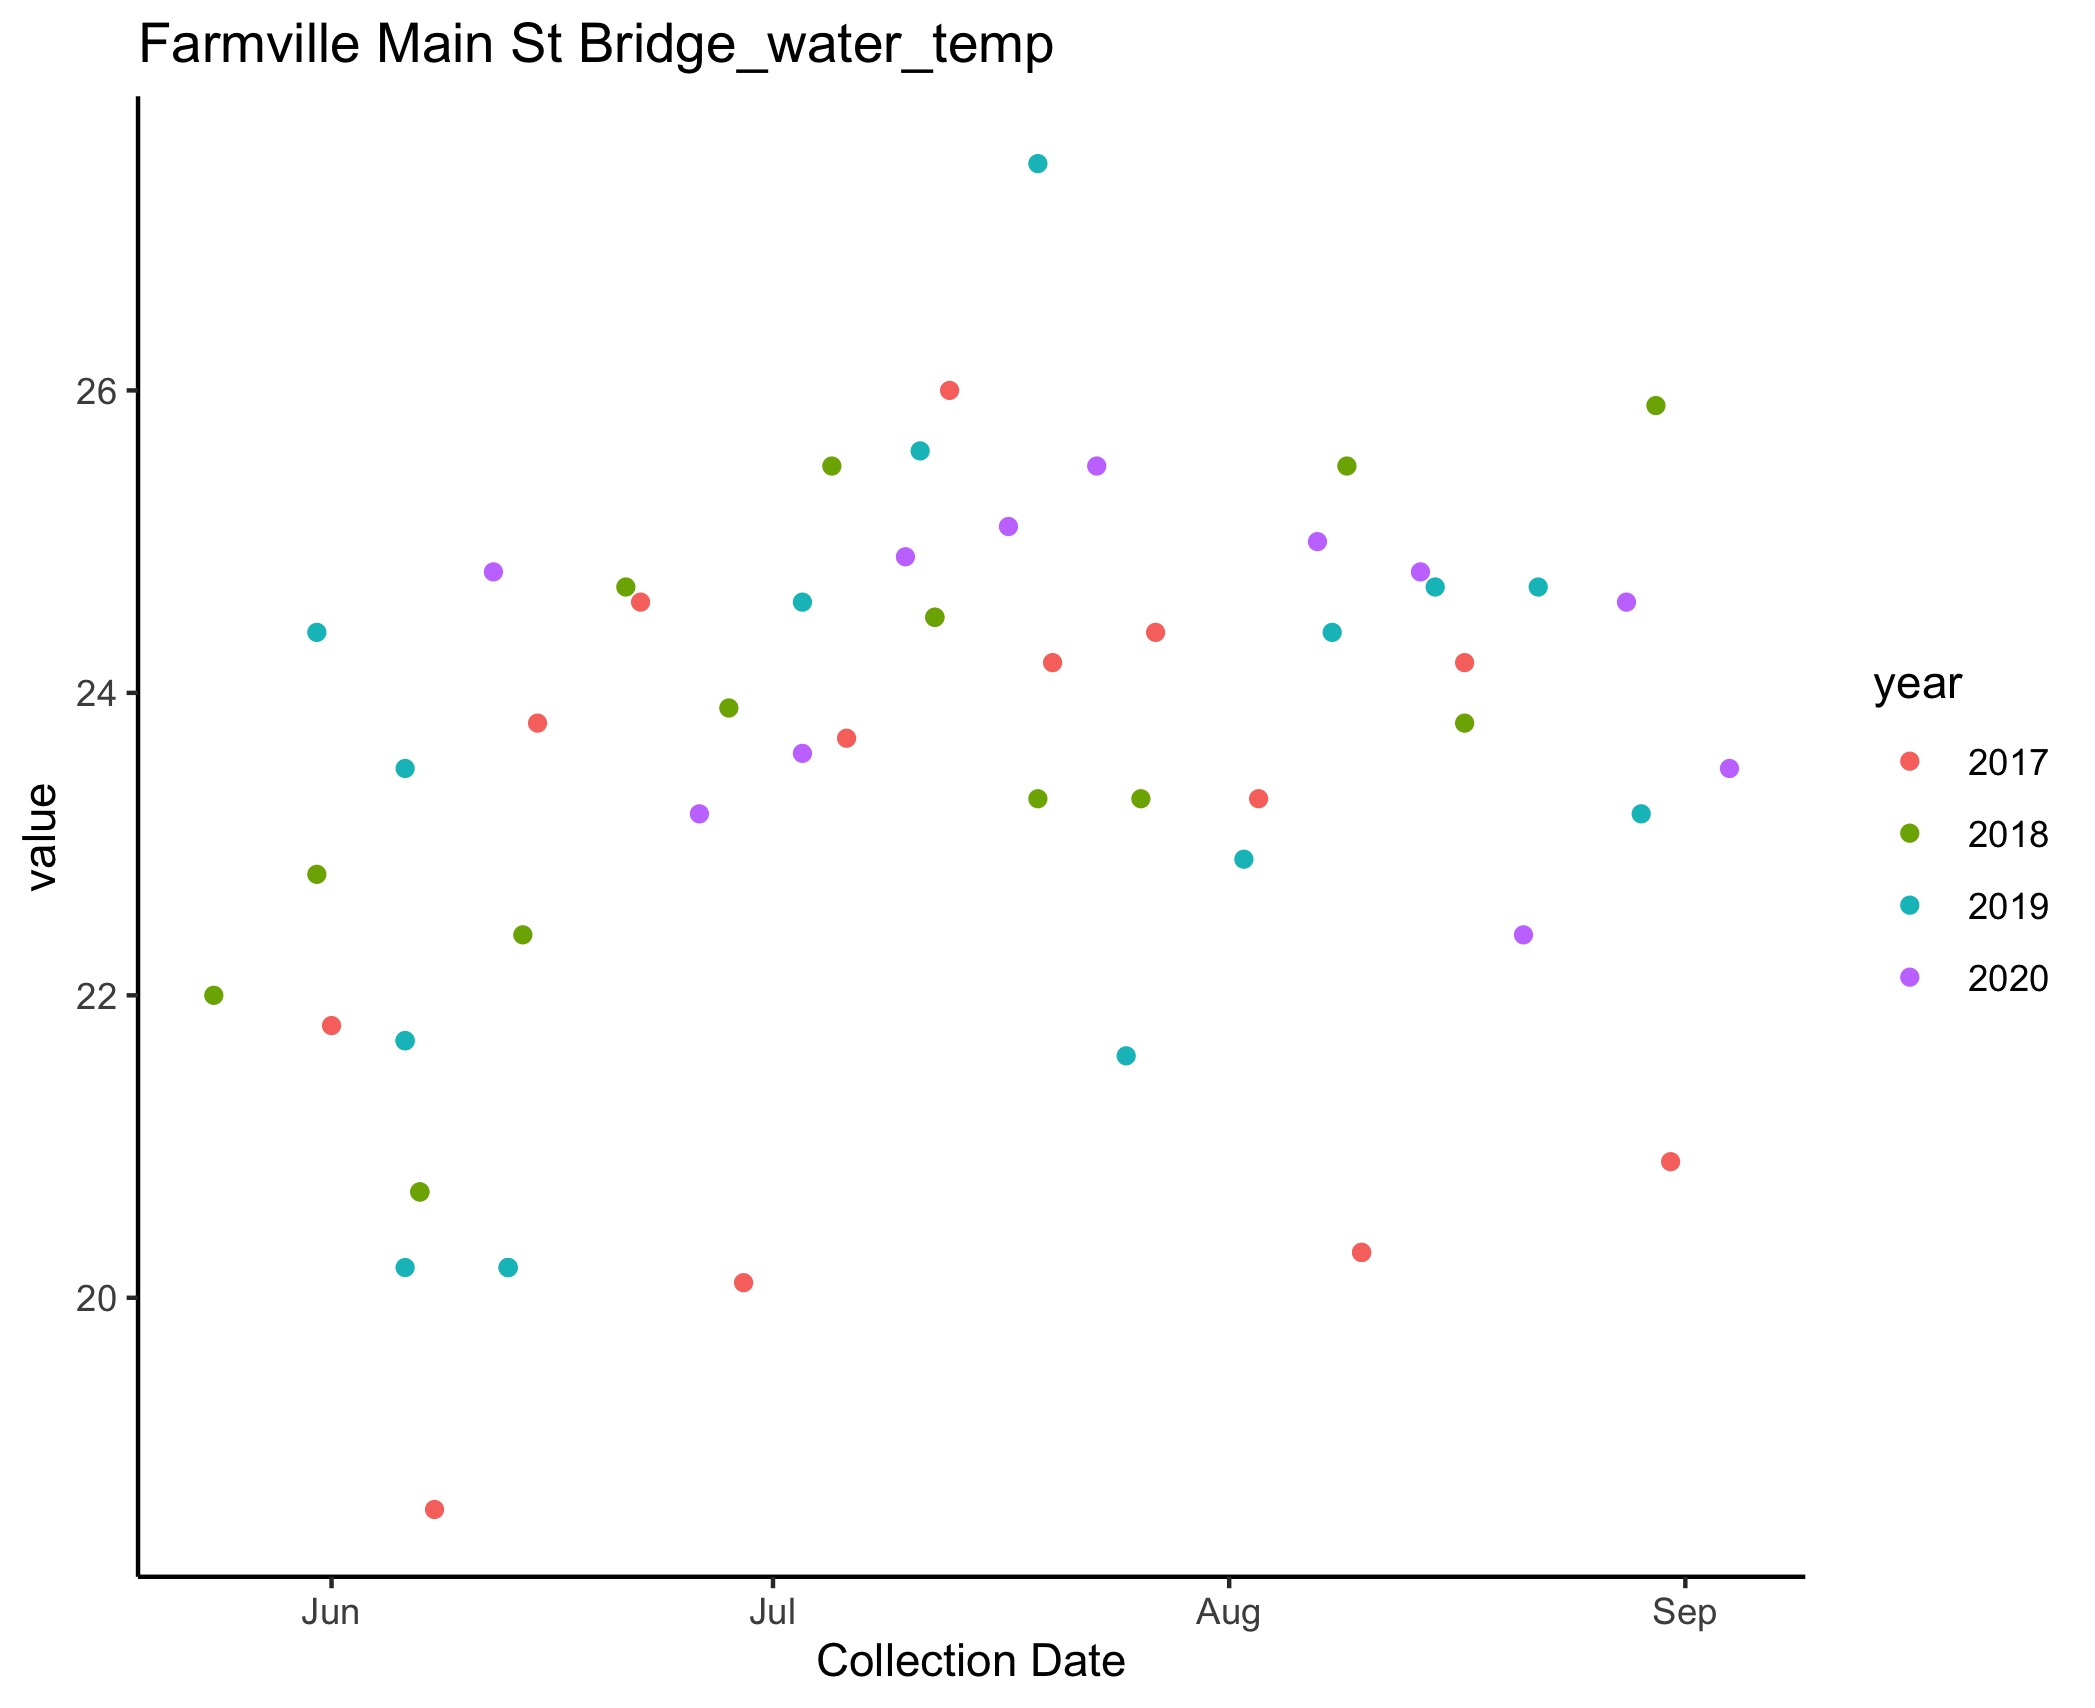 Farmville Main St Bridge_water_temp
value
26
24
22
20
Jun Jul Aug Sep
Collection Date
year
2017
2018
2019
2020